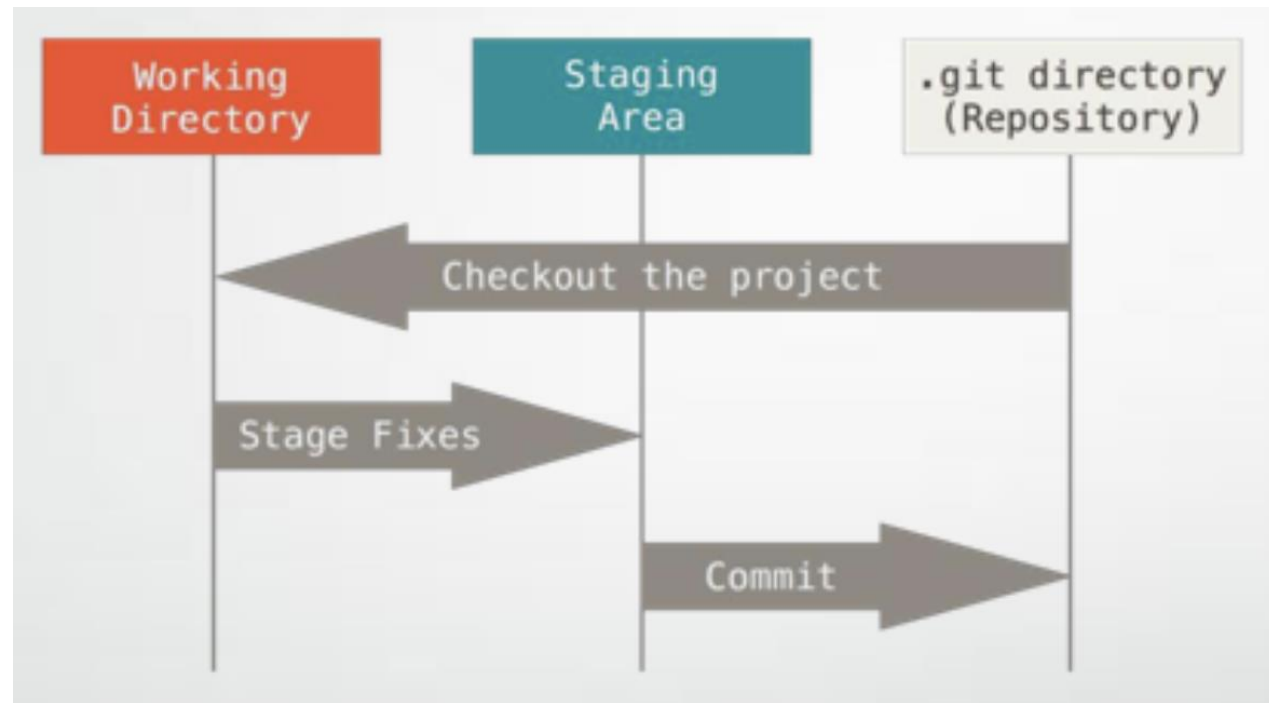 Working
Directory
Staging
Area
.git directory
(Repository)
Checkout the project
Stage Fixes
Commit